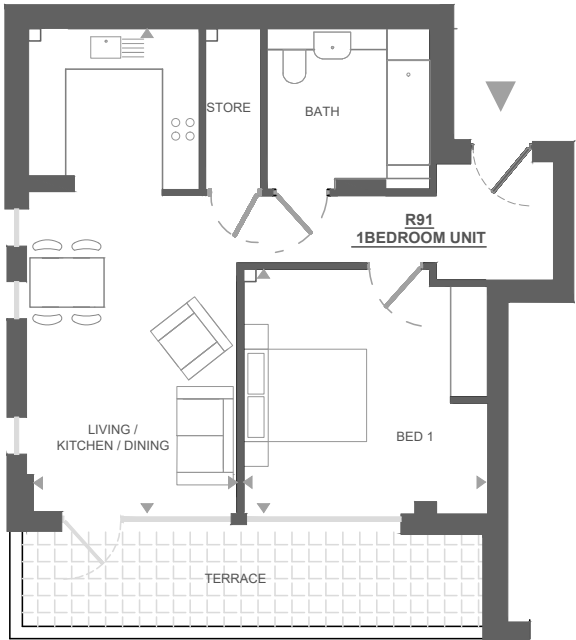 STORE
BATH
R91
1BEDROOM UNIT
LIVING /
KITCHEN / DINING
BED 1
TERRACE